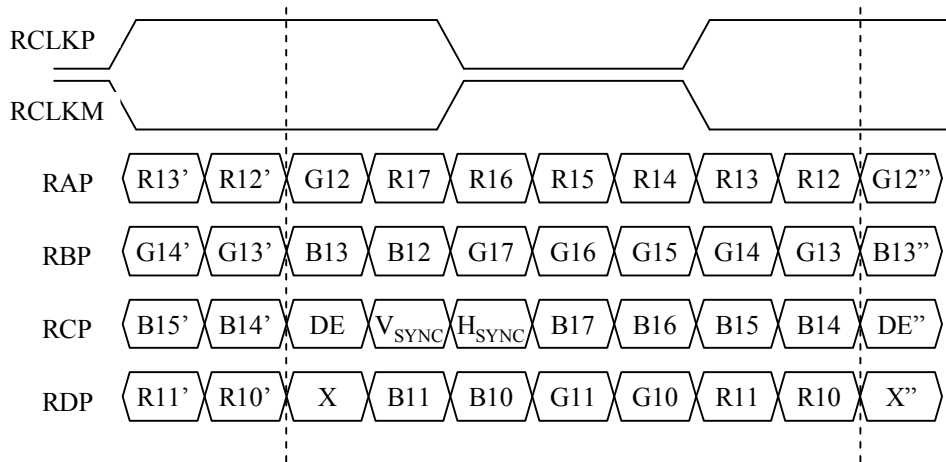 RCLKP
RCLKM
RAP R13’ R12’ G12 R17 R16 R15 R14 R13 R12 G12”
RBP G14’ G13’ B13 B12 G17 G16 G15 G14 G13 B13”
RCP B15’ B14’ DE VSYNC HSYNC B17 B16 B15 B14 DE”
RDP R11’ R10’ X B11 B10 G11 G10 R11 R10 X”